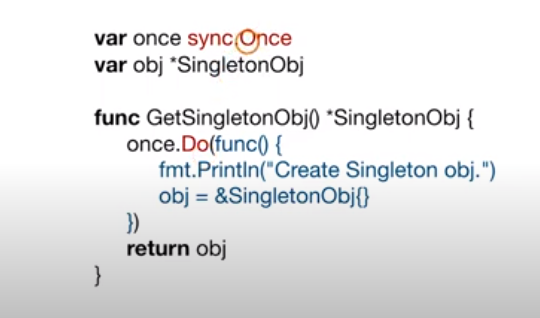 var once sync.Once
var obj *SingletonObj
func GetSingletonObj() *SingletonObj {
once.Do(func() {
fmt.Println("Create Singleton obj.")
obj = &SingletonObj{}
})
return obj
}